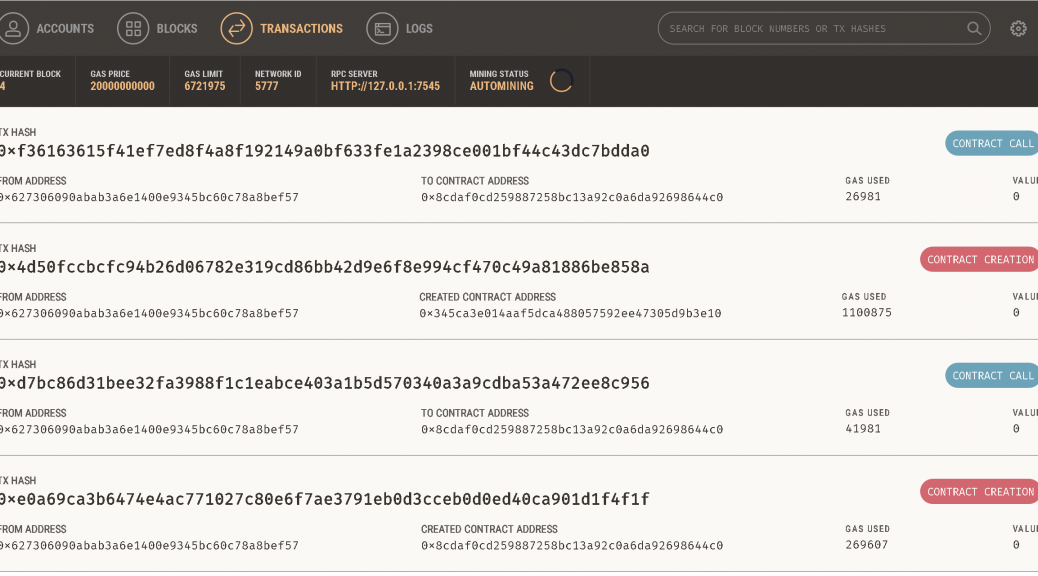 ACCOUNTS BLOCKS TRANSACTIONS LOGS SEARCH FOR BLOCK NUMBERS OR TX HASHES
CURRENT BLOCK GAS PRICE GAS LIMIT NETWORK ID RPC SERVER MINING STATUS
4 20000000000 6721975 5777 HTTP://127.0.0.1:7545 AUTOMINING
TX HASH
0×f36163615f41ef7ed8f4a8f192149a0bf633fe1a2398ce001bf44c43dc7bdda0 CONTRACT CALL
FROM ADDRESS TO CONTRACT ADDRESS GAS USED VALU
0×627306090abab3a6e1400e9345bc60c78a8bef57 0×8cdaf0cd259887258bc13a92c0a6da92698644c0 26981 0
TX HASH
0×4d50fccbcfc94b26d06782e319cd86bb42d9e6f8e994cf470c49a81886be858a CONTRACT CREATION
FROM ADDRESS CREATED CONTRACT ADDRESS GAS USED VALU
0×627306090abab3a6e1400e9345bc60c78a8bef57 0×345ca3e014aaf5dca488057592ee47305d9b3e10 1100875 0
TX HASH
0×d7bc86d31bee32fa3988f1c1eabce403a1b5d570340a3a9cdba53a472ee8c956 CONTRACT CALL
FROM ADDRESS TO CONTRACT ADDRESS GAS USED VALU
0×627306090abab3a6e1400e9345bc60c78a8bef57 0×8cdaf0cd259887258bc13a92c0a6da92698644c0 41981 0
TX HASH
0×e0a69ca3b6474e4ac771027c80e6f7ae3791eb0d3cceb0d0ed40ca901d1f4f1f CONTRACT CREATION
FROM ADDRESS CREATED CONTRACT ADDRESS GAS USED VALU
0×627306090abab3a6e1400e9345bc60c78a8bef57 0×8cdaf0cd259887258bc13a92c0a6da92698644c0 269607 0